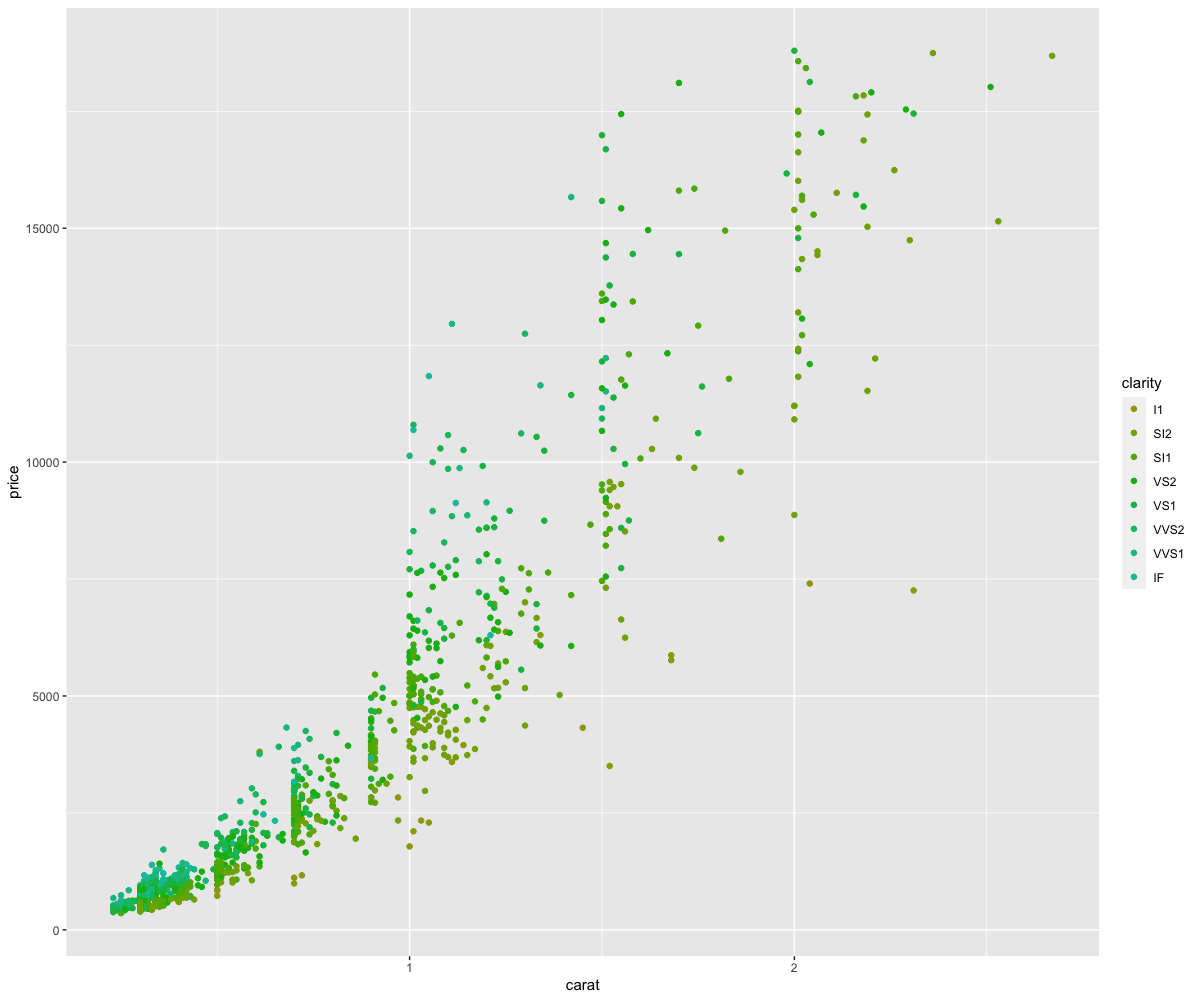 price
15000
10000
5000
0
1
2
carat
clarity
I1
SI2
SI1
VS2
VS1
VVS2
VVS1
IF